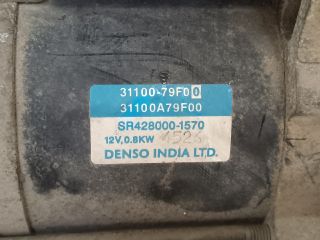 31100-79F00
31100A79F00
SR428000-1570
12V,0.8KW
DENSO INDIA LTD.